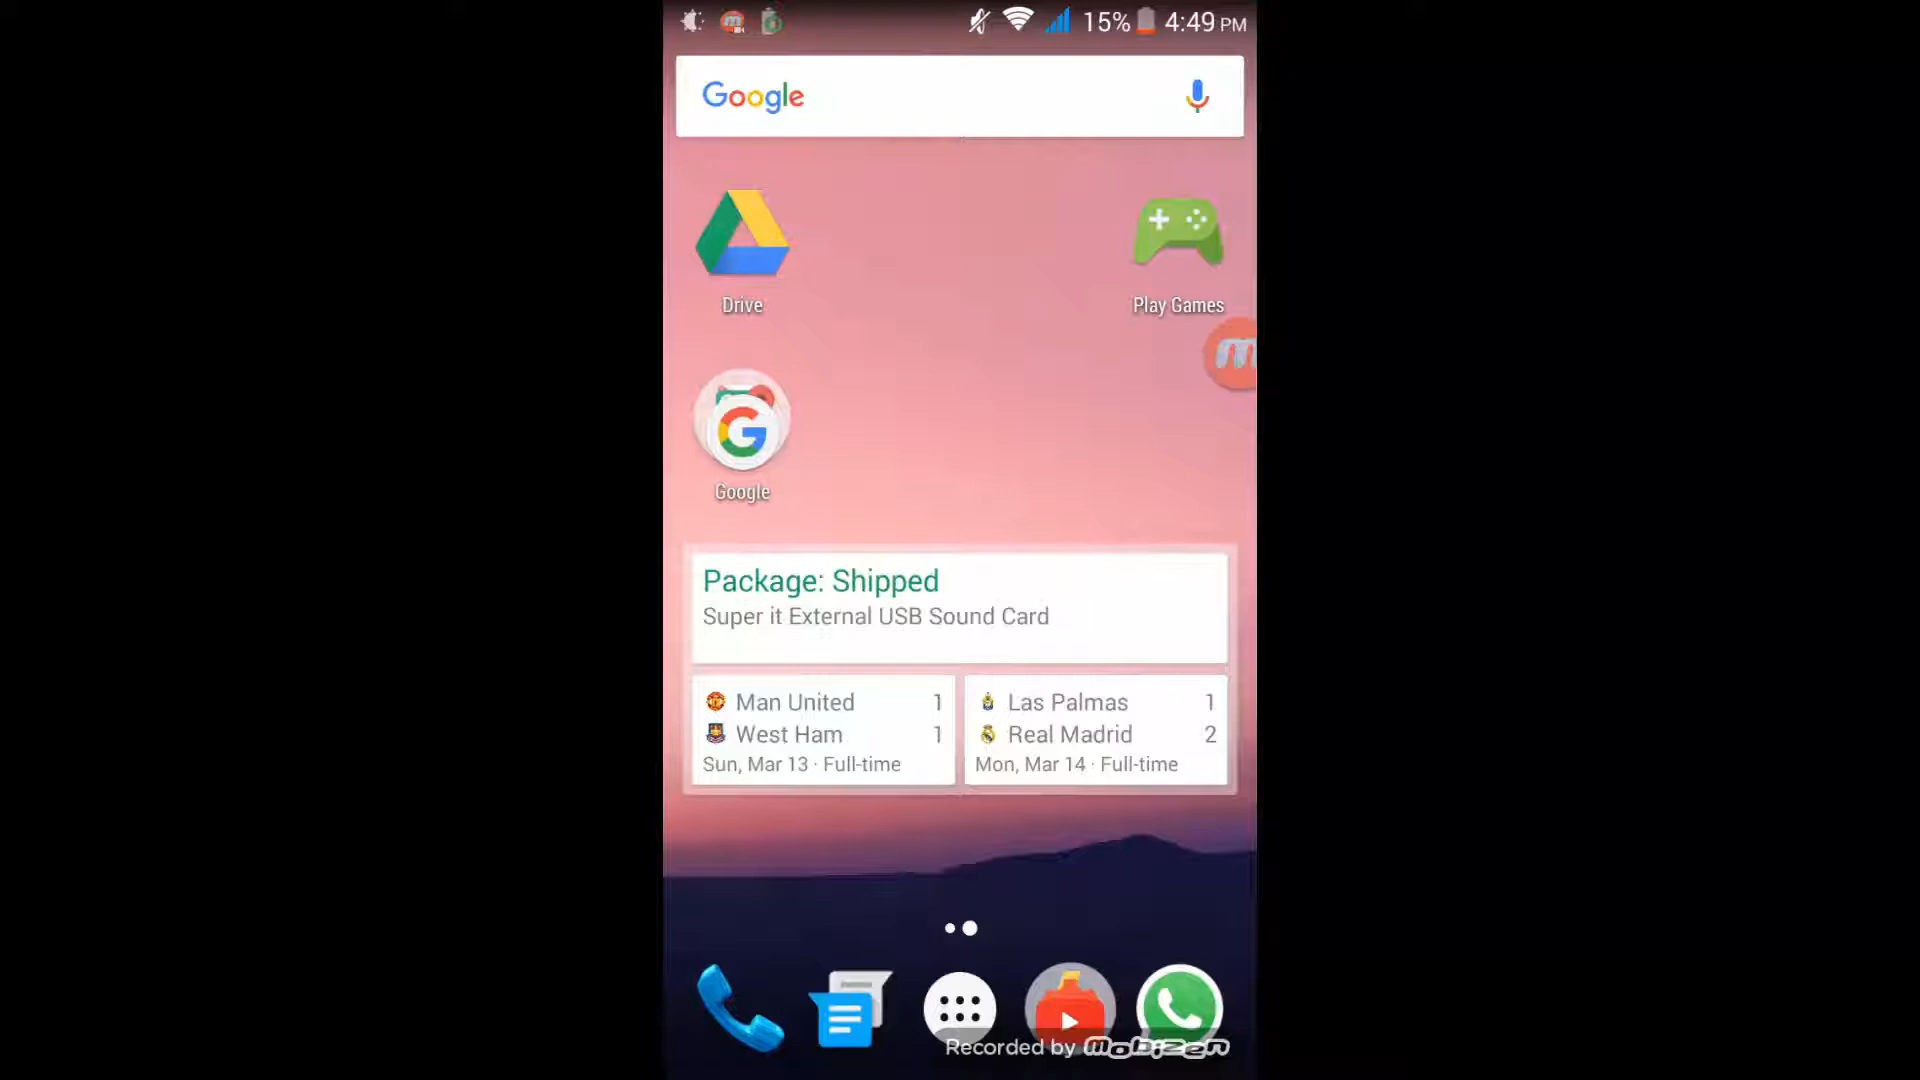 15% 4:49 PM
Google
Drive
Play Games
m
G
Google
Package: Shipped
Super it External USB Sound Card
Man United 1
West Ham 1
Sun, Mar 13 · Full-time
Las Palmas 1
Real Madrid 2
Mon, Mar 14 · Full-time
Recorded by mobizen